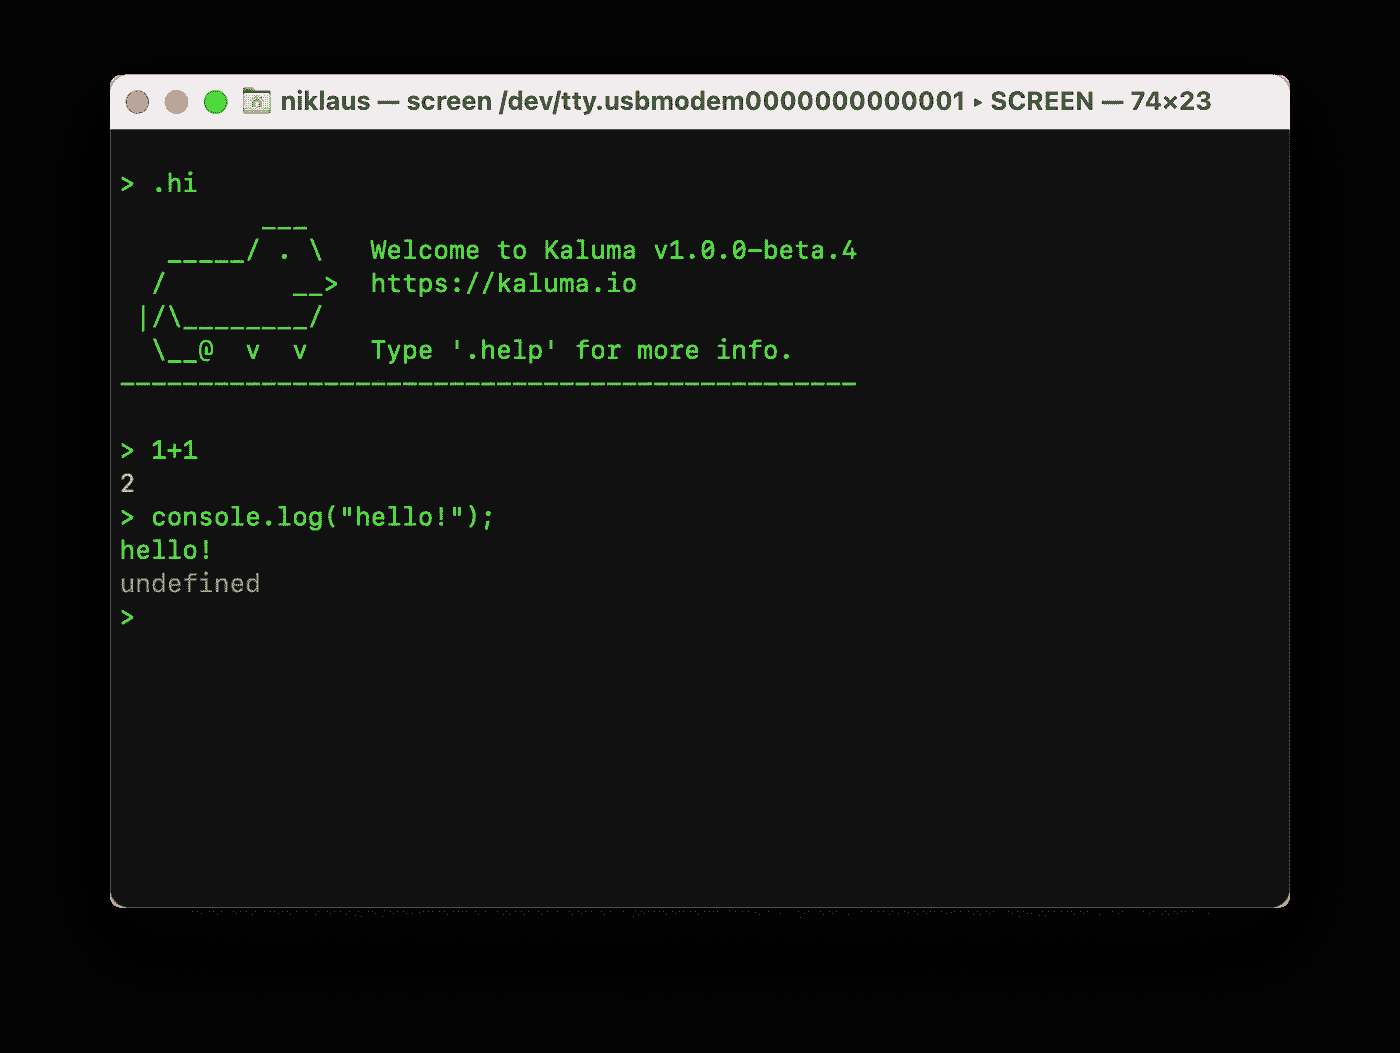 niklaus — screen /dev/tty.usbmodem0000000000001 ▸ SCREEN — 74×23
> .hi
         ___
   _____/ . \   Welcome to Kaluma v1.0.0-beta.4
  /        __>  https://kaluma.io
 |/\________/
  \__@  v  v    Type '.help' for more info.
-----------------------------------------------
> 1+1
2
> console.log("hello!");
hello!
undefined
>